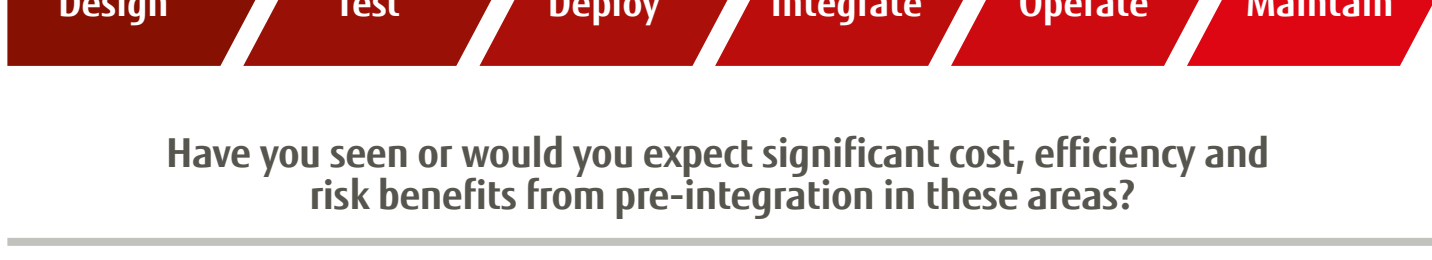 Design Test Deploy Integrate Operate Maintain
Have you seen or would you expect significant cost, efficiency and
risk benefits from pre-integration in these areas?